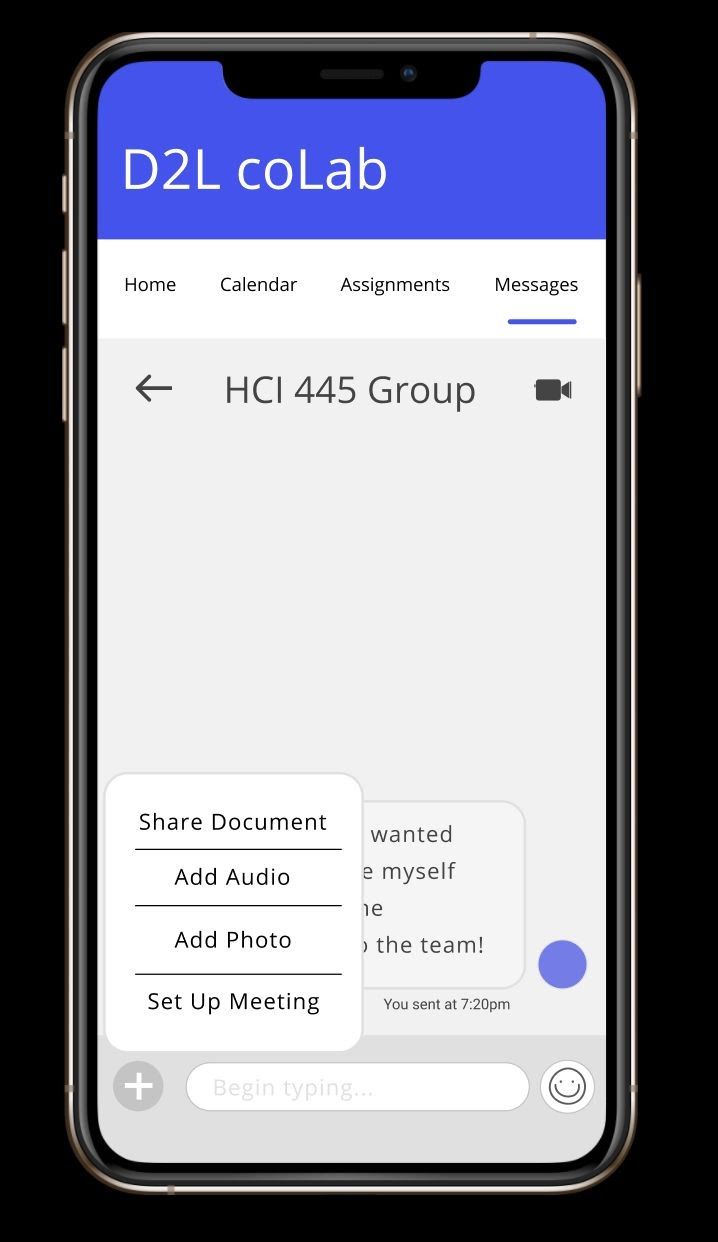 D2L coLab
Home Calendar Assignments Messages
HCI 445 Group
Share Document
Add Audio
Add Photo
Set Up Meeting
wanted
myself
the team!
You sent at 7:20pm
Begin typing...